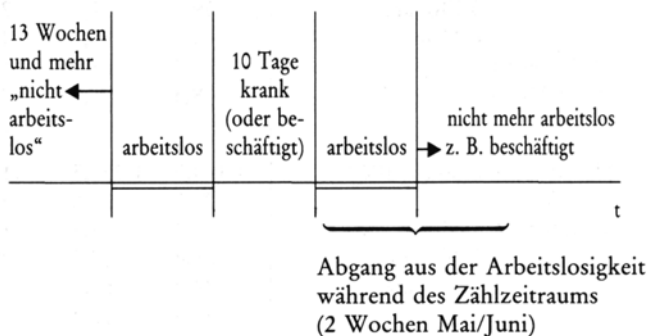 13 Wochen
und mehr
„nicht
arbeits-
los“
arbeitslos
10 Tage
krank
(oder be-
schäftigt)
arbeitslos
nicht mehr arbeitslos
z. B. beschäftigt
t
Abgang aus der Arbeitslosigkeit
während des Zählzeitraums
(2 Wochen Mai/Juni)